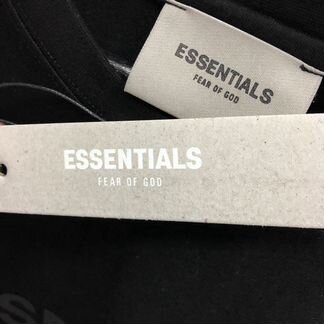 ESSENTIALS
FEAR OF GOD
ESSENTIALS
FEAR OF GOD